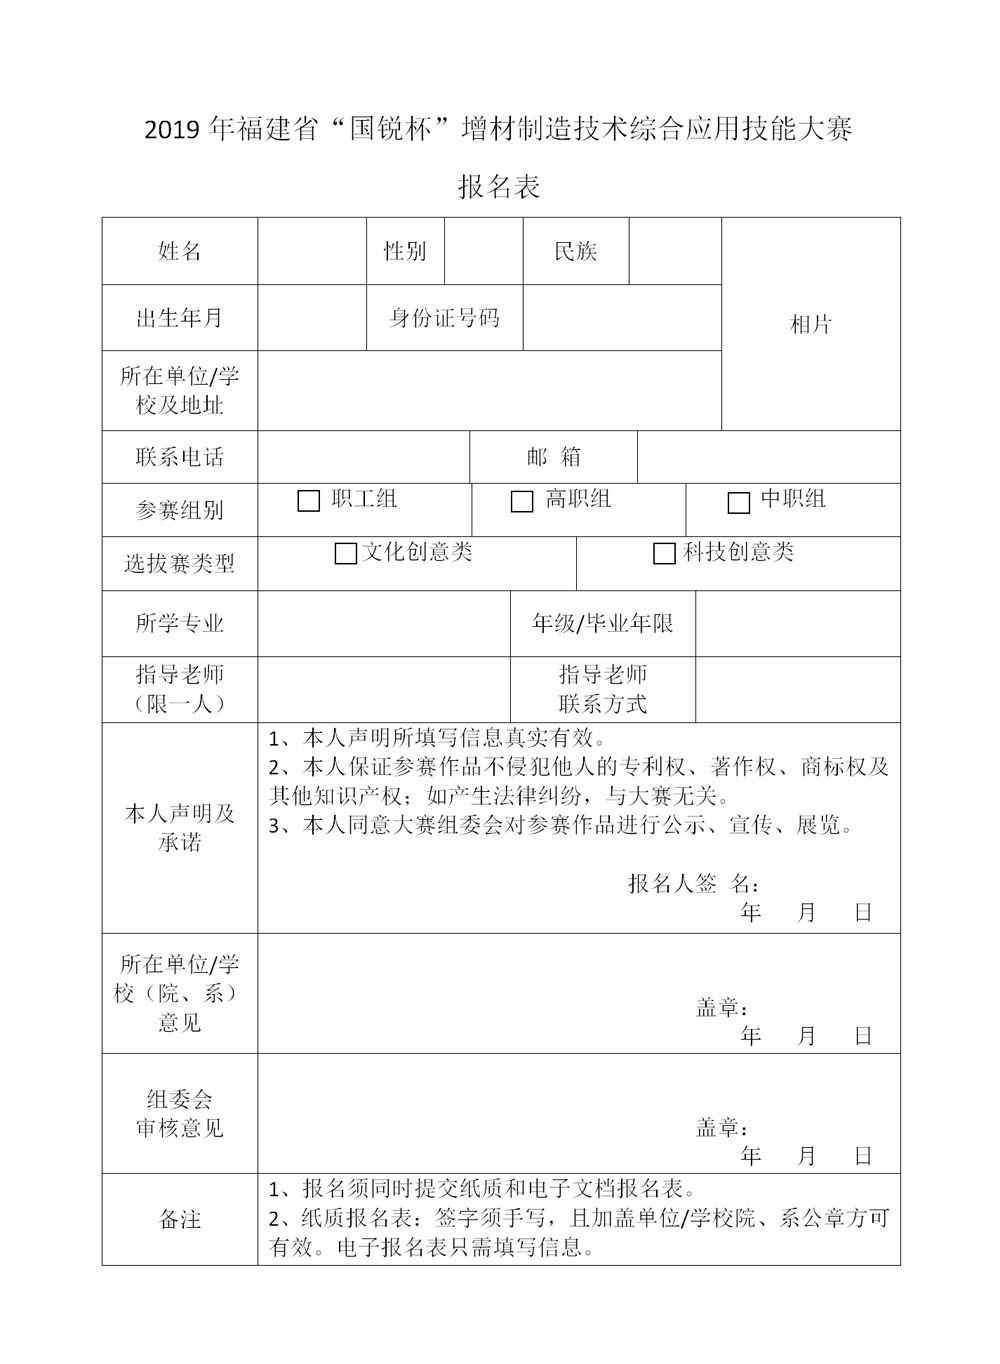 2019 年福建省“国锐杯”增材制造技术综合应用技能大赛
报名表
姓名 性别 民族
相片
出生年月 身份证号码
所在单位/学
校及地址
联系电话 邮 箱
参赛组别 职工组 高职组 中职组
选拔赛类型 文化创意类 科技创意类
所学专业 年级/毕业年限
指导老师
（限一人）
指导老师
联系方式
本人声明及
承诺
1、本人声明所填写信息真实有效。
2、本人保证参赛作品不侵犯他人的专利权、著作权、商标权及
其他知识产权；如产生法律纠纷，与大赛无关。
3、本人同意大赛组委会对参赛作品进行公示、宣传、展览。
报名人签 名：
年 月 日
所在单位/学
校（院、系）
意见
盖章：
年 月 日
组委会
审核意见
盖章：
年 月 日
备注
1、报名须同时提交纸质和电子文档报名表。
2、纸质报名表：签字须手写，且加盖单位/学校院、系公章方可
有效。电子报名表只需填写信息。